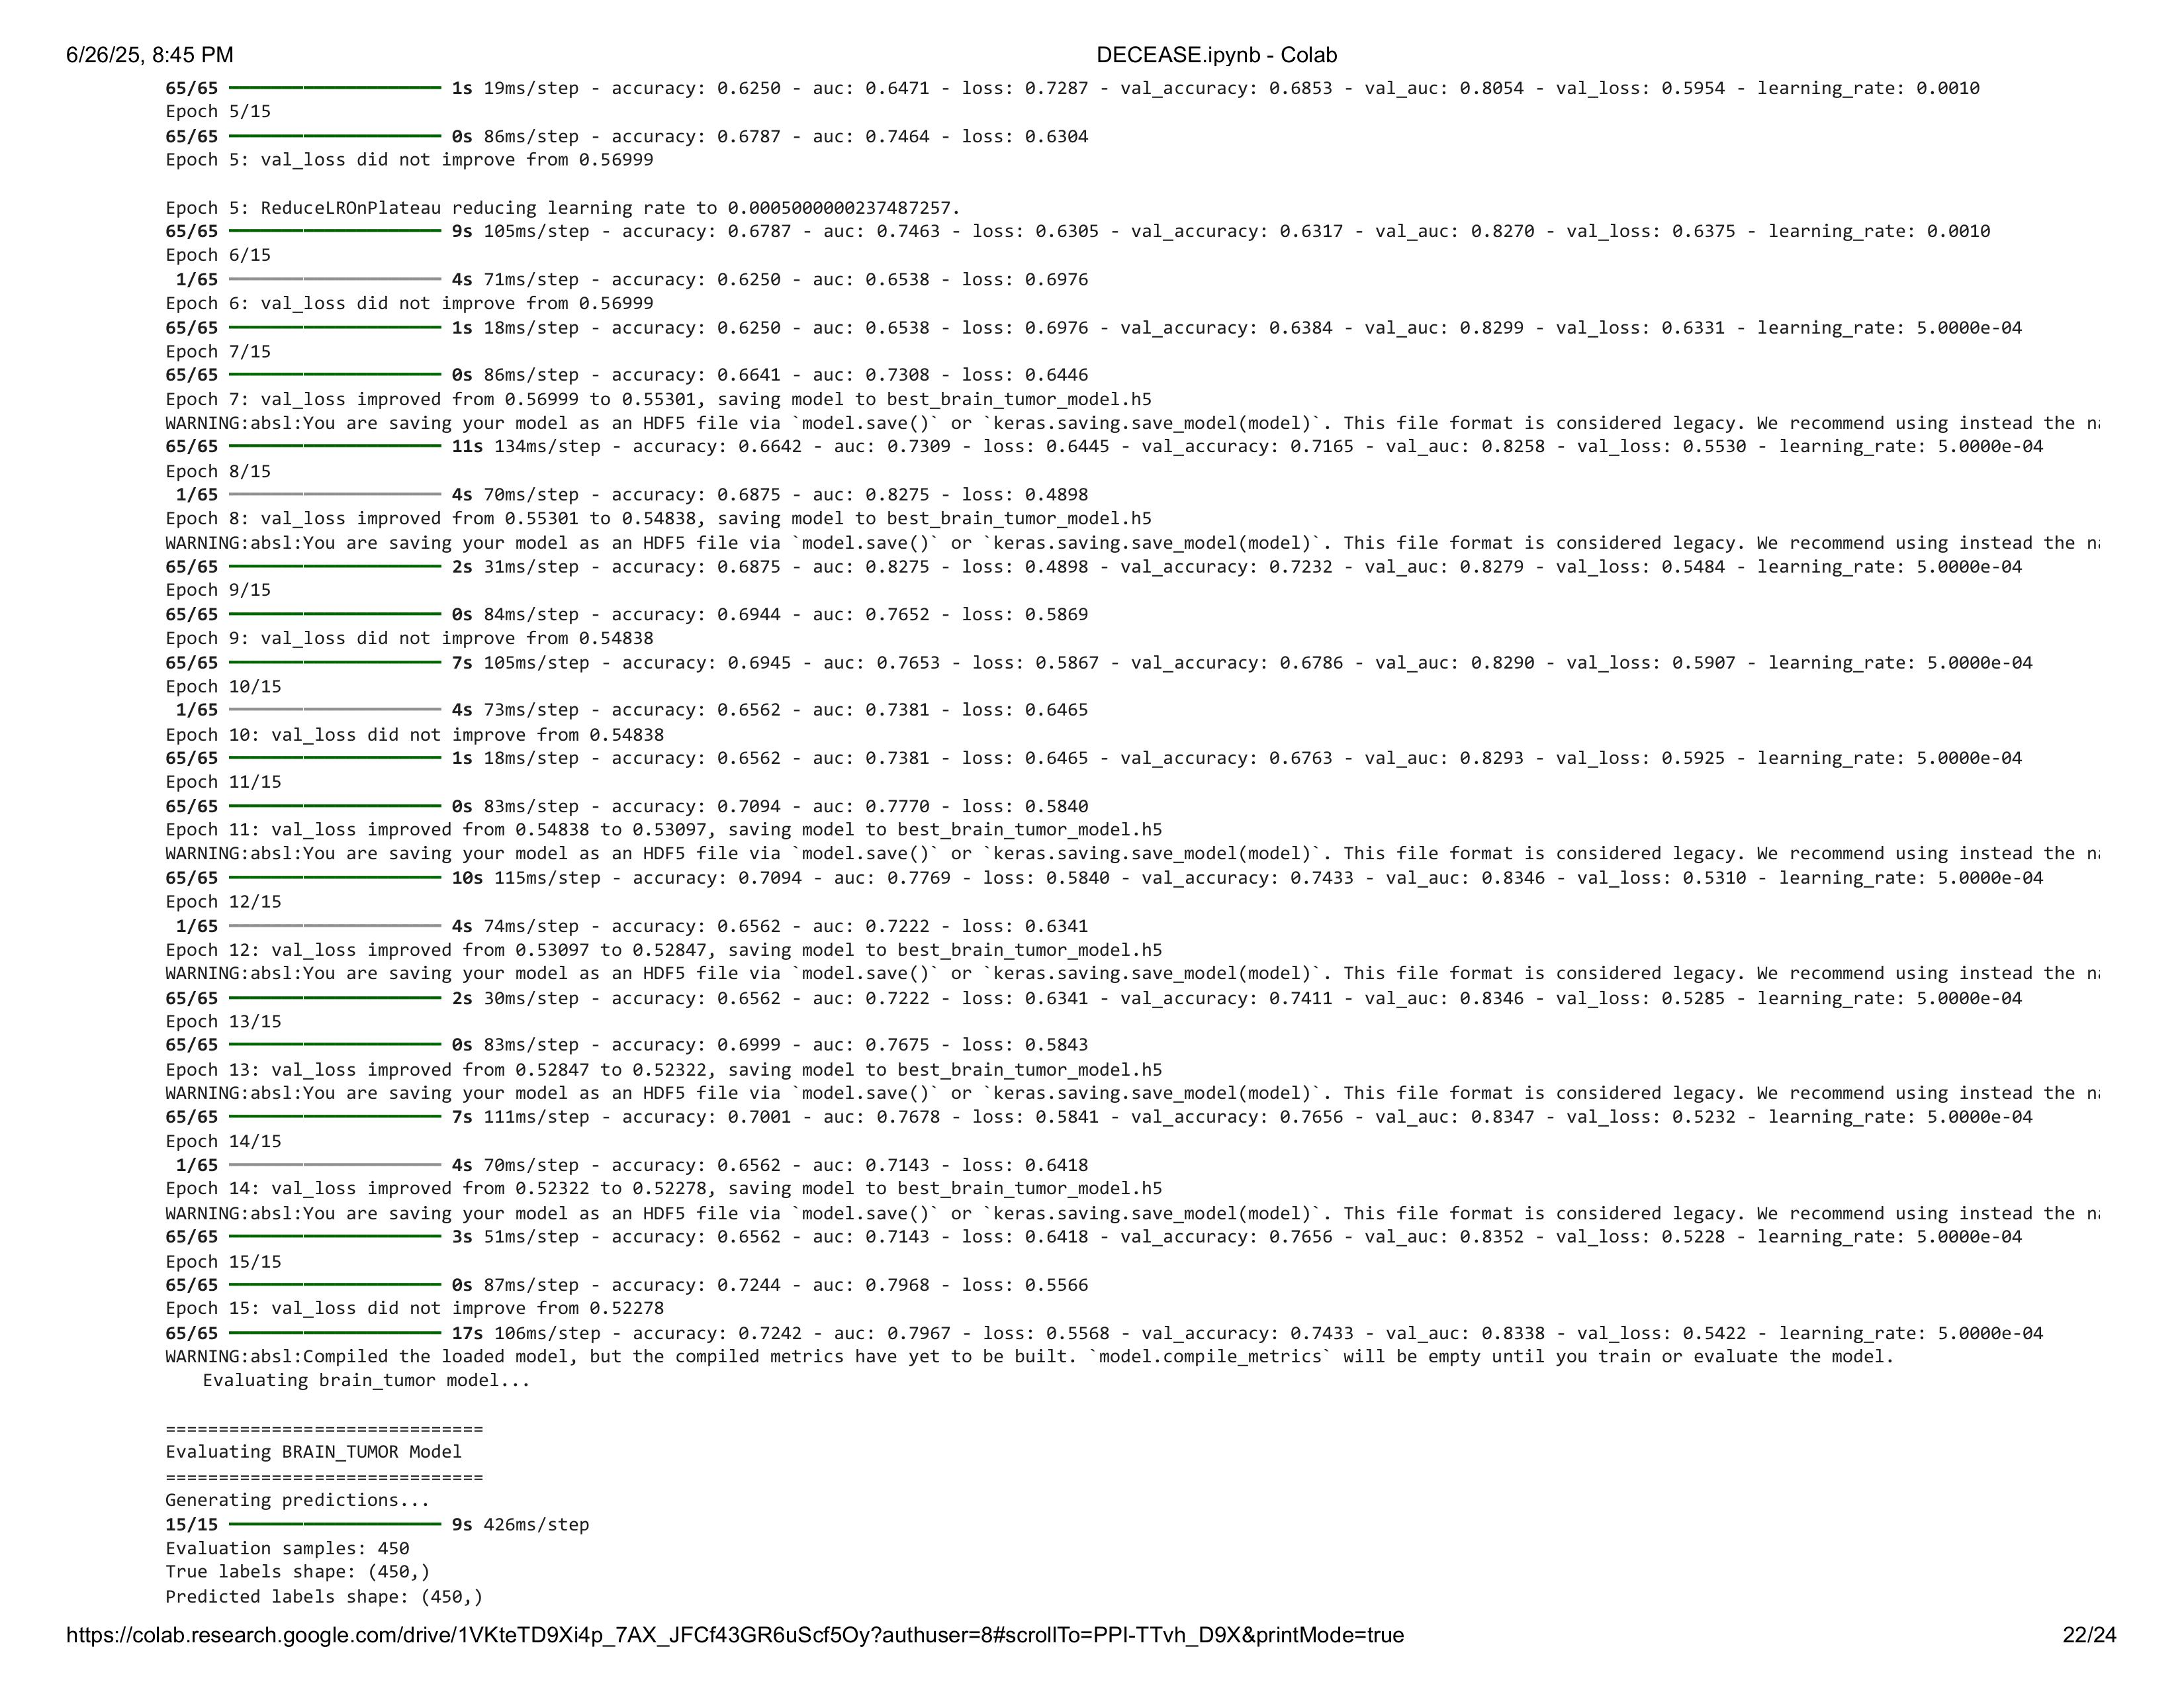 6/26/25, 8:45 PM DECEASE.ipynb - Colab
65/65 1s 19ms/step - accuracy: 0.6250 - auc: 0.6471 - loss: 0.7287 - val_accuracy: 0.6853 - val_auc: 0.8054 - val_loss: 0.5954 - learning_rate: 0.0010
Epoch 5/15
65/65 0s 86ms/step - accuracy: 0.6787 - auc: 0.7464 - loss: 0.6304
Epoch 5: val_loss did not improve from 0.56999
Epoch 5: ReduceLROnPlateau reducing learning rate to 0.0005000000237487257.
65/65 9s 105ms/step - accuracy: 0.6787 - auc: 0.7463 - loss: 0.6305 - val_accuracy: 0.6317 - val_auc: 0.8270 - val_loss: 0.6375 - learning_rate: 0.0010
Epoch 6/15
1/65 4s 71ms/step - accuracy: 0.6250 - auc: 0.6538 - loss: 0.6976
Epoch 6: val_loss did not improve from 0.56999
65/65 1s 18ms/step - accuracy: 0.6250 - auc: 0.6538 - loss: 0.6976 - val_accuracy: 0.6384 - val_auc: 0.8299 - val_loss: 0.6331 - learning_rate: 5.0000e-04
Epoch 7/15
65/65 0s 86ms/step - accuracy: 0.6641 - auc: 0.7308 - loss: 0.6446
Epoch 7: val_loss improved from 0.56999 to 0.55301, saving model to best_brain_tumor_model.h5
WARNING:absl:You are saving your model as an HDF5 file via `model.save()` or `keras.saving.save_model(model)`. This file format is considered legacy. We recommend using instead the
65/65 11s 134ms/step - accuracy: 0.6642 - auc: 0.7309 - loss: 0.6445 - val_accuracy: 0.7165 - val_auc: 0.8258 - val_loss: 0.5530 - learning_rate: 5.0000e-04
Epoch 8/15
1/65 4s 70ms/step - accuracy: 0.6875 - auc: 0.8275 - loss: 0.4898
Epoch 8: val_loss improved from 0.55301 to 0.54838, saving model to best_brain_tumor_model.h5
WARNING:absl:You are saving your model as an HDF5 file via `model.save()` or `keras.saving.save_model(model)`. This file format is considered legacy. We recommend using instead the
65/65 2s 31ms/step - accuracy: 0.6875 - auc: 0.8275 - loss: 0.4898 - val_accuracy: 0.7232 - val_auc: 0.8279 - val_loss: 0.5484 - learning_rate: 5.0000e-04
Epoch 9/15
65/65 0s 84ms/step - accuracy: 0.6944 - auc: 0.7652 - loss: 0.5869
Epoch 9: val_loss did not improve from 0.54838
65/65 7s 105ms/step - accuracy: 0.6945 - auc: 0.7653 - loss: 0.5867 - val_accuracy: 0.6786 - val_auc: 0.8290 - val_loss: 0.5907 - learning_rate: 5.0000e-04
Epoch 10/15
1/65 4s 73ms/step - accuracy: 0.6562 - auc: 0.7381 - loss: 0.6465
Epoch 10: val_loss did not improve from 0.54838
65/65 1s 18ms/step - accuracy: 0.6562 - auc: 0.7381 - loss: 0.6465 - val_accuracy: 0.6763 - val_auc: 0.8293 - val_loss: 0.5925 - learning_rate: 5.0000e-04
Epoch 11/15
65/65 0s 83ms/step - accuracy: 0.7094 - auc: 0.7770 - loss: 0.5840
Epoch 11: val_loss improved from 0.54838 to 0.53097, saving model to best_brain_tumor_model.h5
WARNING:absl:You are saving your model as an HDF5 file via `model.save()` or `keras.saving.save_model(model)`. This file format is considered legacy. We recommend using instead the
65/65 10s 115ms/step - accuracy: 0.7094 - auc: 0.7769 - loss: 0.5840 - val_accuracy: 0.7433 - val_auc: 0.8346 - val_loss: 0.5310 - learning_rate: 5.0000e-04
Epoch 12/15
1/65 4s 74ms/step - accuracy: 0.6562 - auc: 0.7222 - loss: 0.6341
Epoch 12: val_loss improved from 0.53097 to 0.52847, saving model to best_brain_tumor_model.h5
WARNING:absl:You are saving your model as an HDF5 file via `model.save()` or `keras.saving.save_model(model)`. This file format is considered legacy. We recommend using instead the
65/65 2s 30ms/step - accuracy: 0.6562 - auc: 0.7222 - loss: 0.6341 - val_accuracy: 0.7411 - val_auc: 0.8346 - val_loss: 0.5285 - learning_rate: 5.0000e-04
Epoch 13/15
65/65 0s 83ms/step - accuracy: 0.6999 - auc: 0.7675 - loss: 0.5843
Epoch 13: val_loss improved from 0.52847 to 0.52322, saving model to best_brain_tumor_model.h5
WARNING:absl:You are saving your model as an HDF5 file via `model.save()` or `keras.saving.save_model(model)`. This file format is considered legacy. We recommend using instead the
65/65 7s 111ms/step - accuracy: 0.7001 - auc: 0.7678 - loss: 0.5841 - val_accuracy: 0.7656 - val_auc: 0.8347 - val_loss: 0.5232 - learning_rate: 5.0000e-04
Epoch 14/15
1/65 4s 70ms/step - accuracy: 0.6562 - auc: 0.7143 - loss: 0.6418
Epoch 14: val_loss improved from 0.52322 to 0.52278, saving model to best_brain_tumor_model.h5
WARNING:absl:You are saving your model as an HDF5 file via `model.save()` or `keras.saving.save_model(model)`. This file format is considered legacy. We recommend using instead the
65/65 3s 51ms/step - accuracy: 0.6562 - auc: 0.7143 - loss: 0.6418 - val_accuracy: 0.7656 - val_auc: 0.8352 - val_loss: 0.5228 - learning_rate: 5.0000e-04
Epoch 15/15
65/65 0s 87ms/step - accuracy: 0.7244 - auc: 0.7968 - loss: 0.5566
Epoch 15: val_loss did not improve from 0.52278
65/65 17s 106ms/step - accuracy: 0.7242 - auc: 0.7967 - loss: 0.5568 - val_accuracy: 0.7433 - val_auc: 0.8338 - val_loss: 0.5422 - learning_rate: 5.0000e-04
WARNING:absl:Compiled the loaded model, but the compiled metrics have yet to be built. `model.compile_metrics` will be empty until you train or evaluate the model.
Evaluating brain_tumor model...
==============================
Evaluating BRAIN_TUMOR Model
==============================
Generating predictions...
15/15 9s 426ms/step
Evaluation samples: 450
True labels shape: (450,)
Predicted labels shape: (450,)
https://colab.research.google.com/drive/1VKteTD9Xi4p_7AX_JFCf43GR6uScf5Oy?authuser=8#scrollTo=PPI-TTvh_D9X&printMode=true 22/24